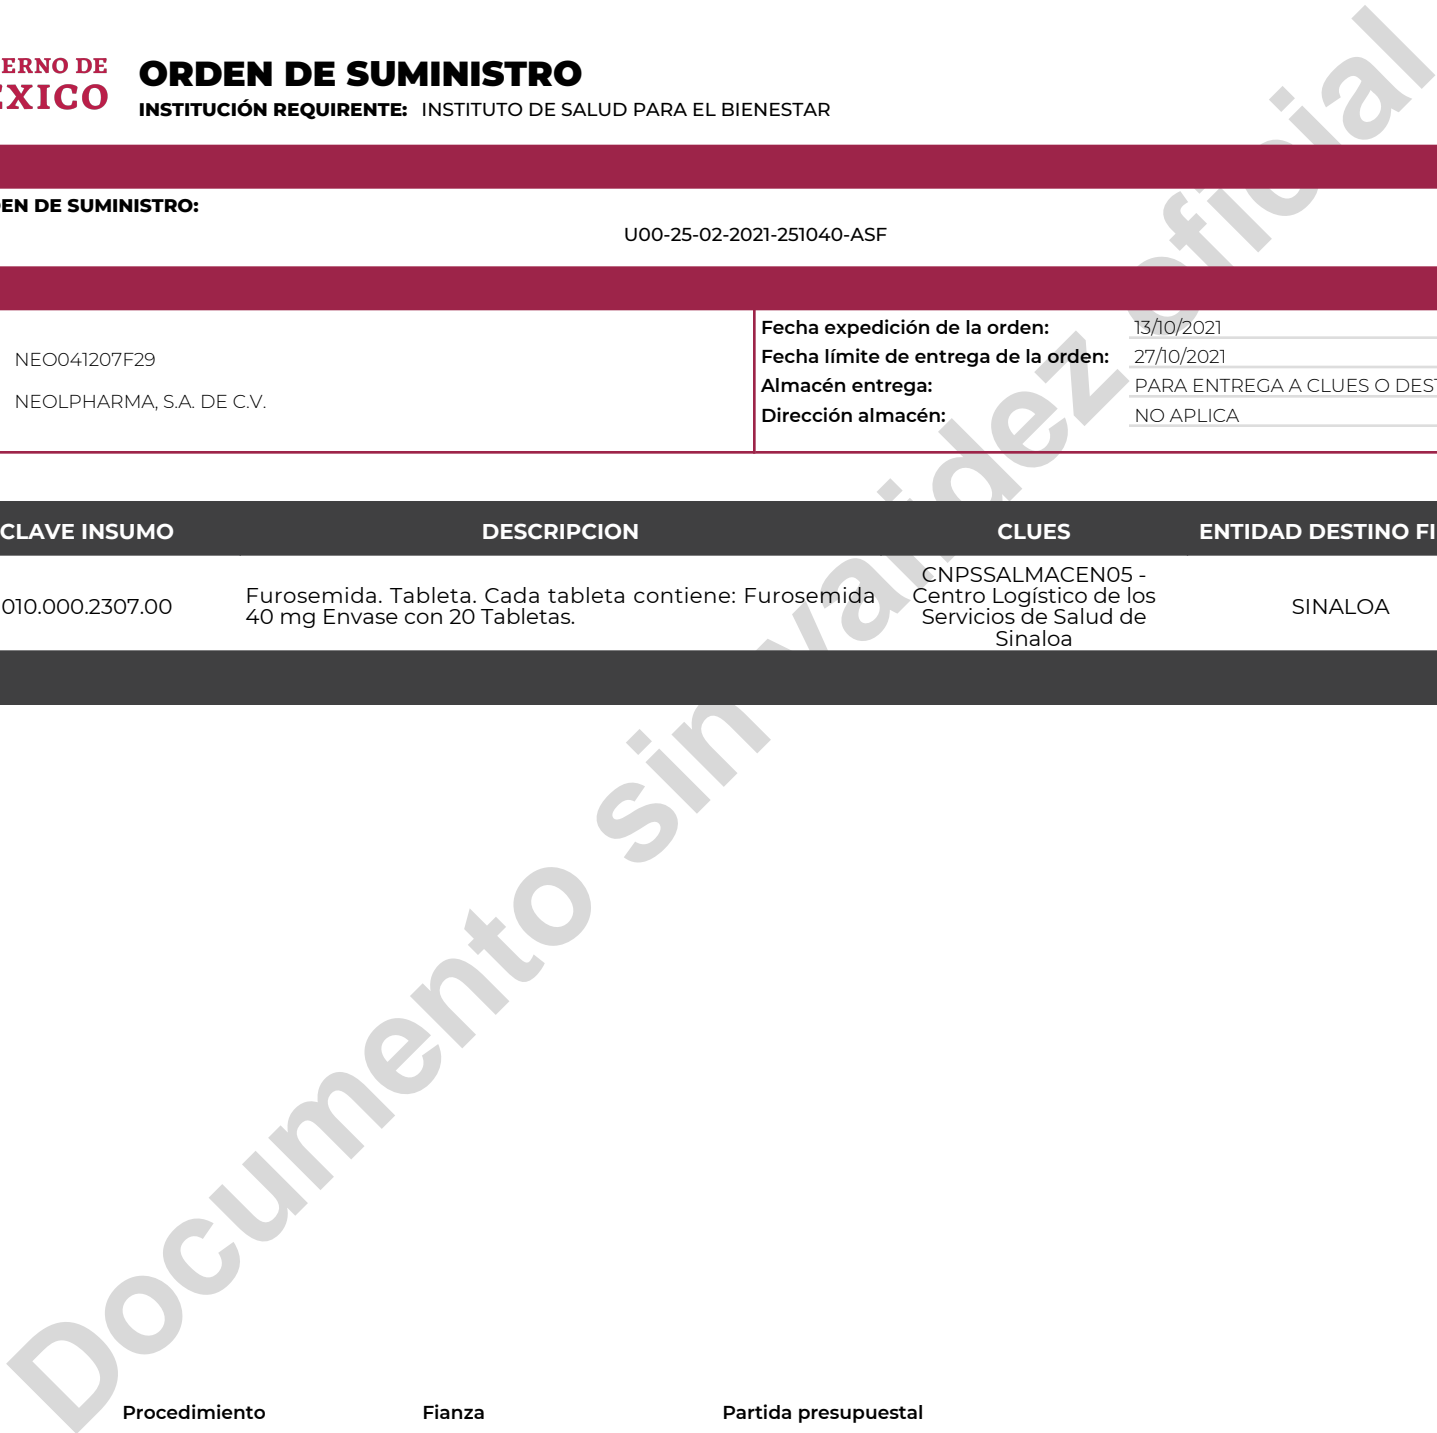 ERNO DE
ÉXICO
ORDEN DE SUMINISTRO
INSTITUCIÓN REQUIRENTE: INSTITUTO DE SALUD PARA EL BIENESTAR
EN DE SUMINISTRO:
U00-25-02-2021-251040-ASF
NEO041207F29
NEOLPHARMA, S.A. DE C.V.
Fecha expedición de la orden: 13/10/2021
Fecha límite de entrega de la orden: 27/10/2021
Almacén entrega: PARA ENTREGA A CLUES O DEST
Dirección almacén: NO APLICA
CLAVE INSUMO DESCRIPCION CLUES ENTIDAD DESTINO FI
010.000.2307.00
Furosemida. Tableta. Cada tableta contiene: Furosemida
40 mg Envase con 20 Tabletas.
CNPSSALMACEN05 -
Centro Logístico de los
Servicios de Salud de
Sinaloa
SINALOA
Documento sin validez oficial
Procedimiento Fianza Partida presupuestal